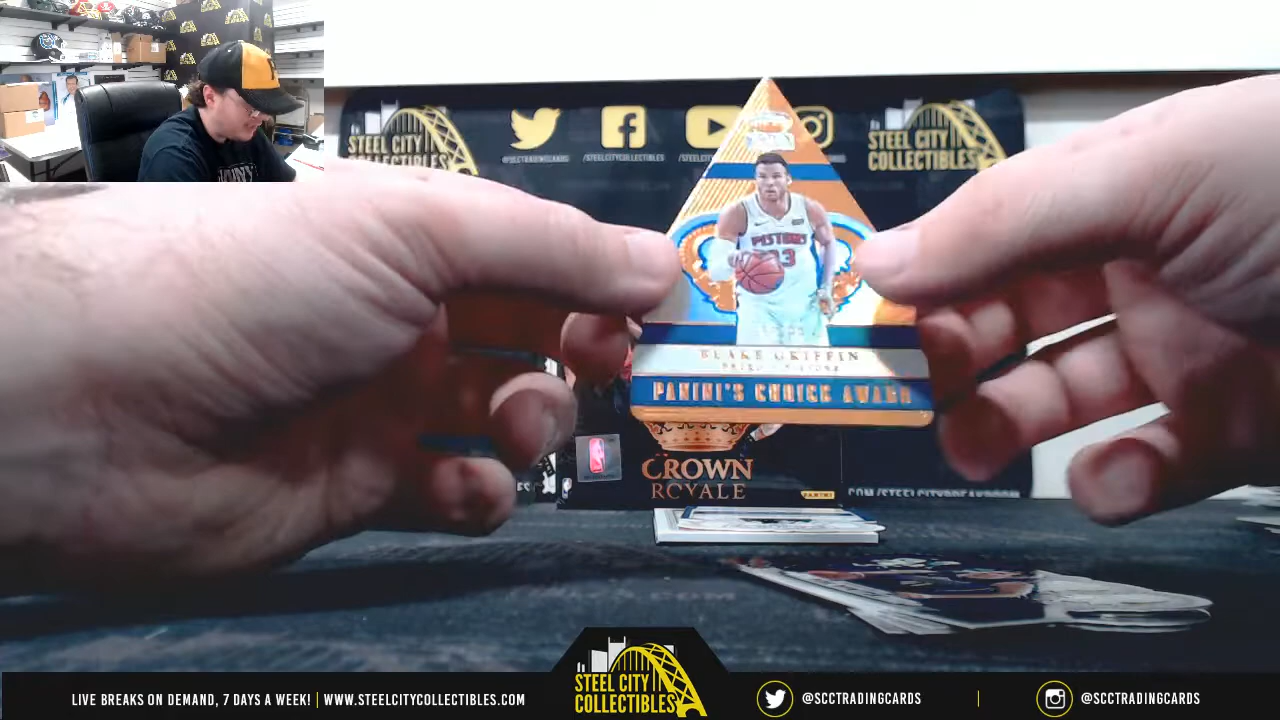 STEEL CITY
COLLECTIBLES
@SCCTRADINGCARDS
/STEELCITYCOLLECTIBLES
STEEL CITY
COLLECTIBLES
PISTONS
BLAKE GRIFFIN
PANINI'S CHOICE AWARD
CROWN
ROYALE
PANINI
COM/STEELCITYBREAKROOM
LIVE BREAKS ON DEMAND, 7 DAYS A WEEK! | WWW.STEELCITYCOLLECTIBLES.COM
STEEL CITY
COLLECTIBLES
@SCCTRADINGCARDS
@SCCTRADINGCARDS